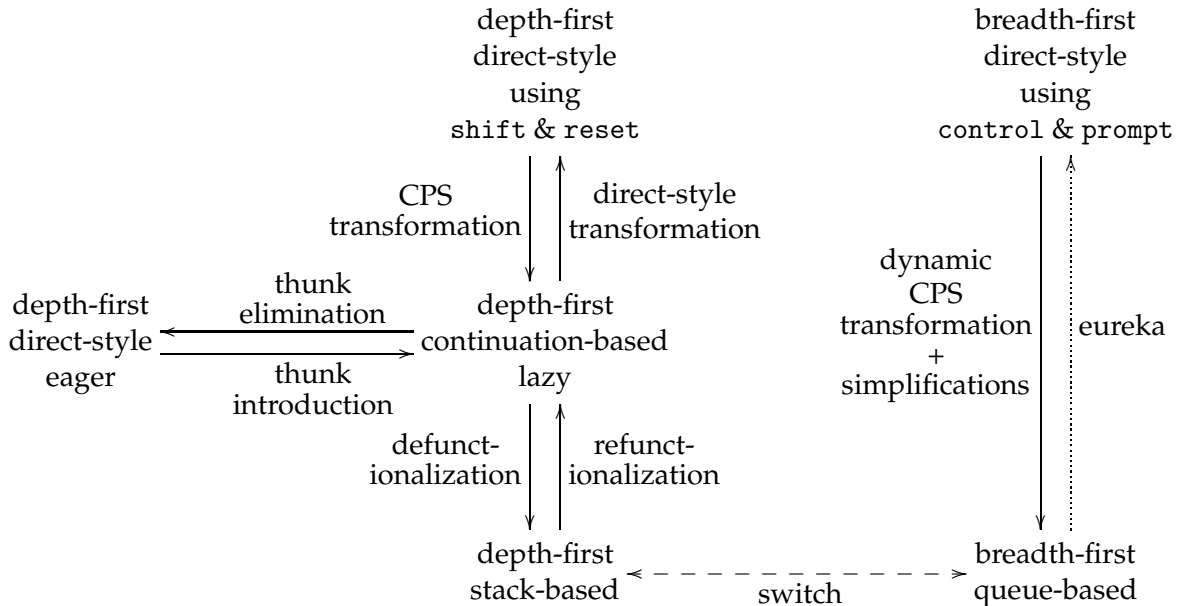 depth-first
direct-style
using
shift & reset
breadth-first
direct-style
using
control & prompt
CPS
transformation
direct-style
transformation
thunk
elimination
depth-first
direct-style
eager
thunk
introduction
depth-first
continuation-based
lazy
dynamic
CPS
transformation
+
simplifications
eureka
defunct-
ionalization
refunct-
ionalization
depth-first
stack-based
switch
breadth-first
queue-based